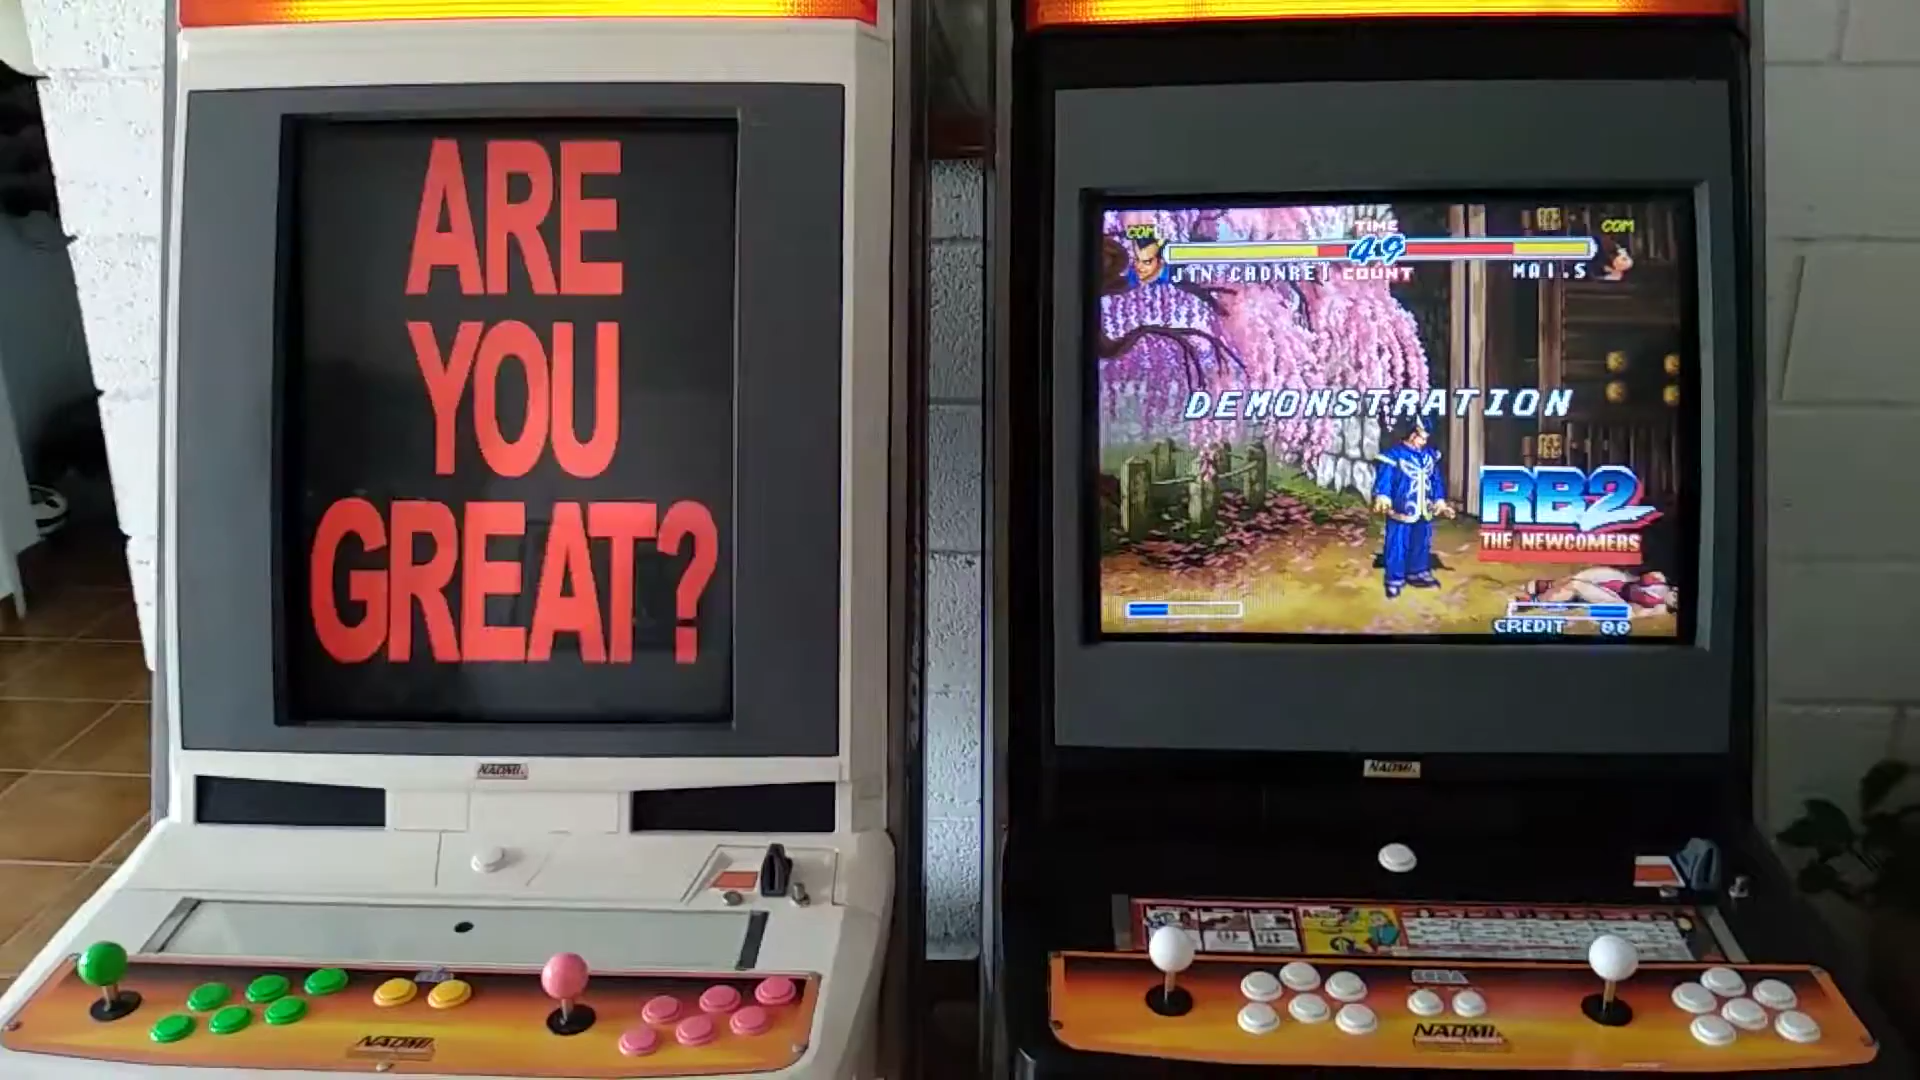 ARE
YOU
GREAT?
NAOMI
NAOMI
COM
TIME
COM
49
JIN=CHONREI
COUNT
MAI.S
DEMONSTRATION
RB2
THE NEWCOMERS
CREDIT 00
NAOMI
SEGA
NAOMI